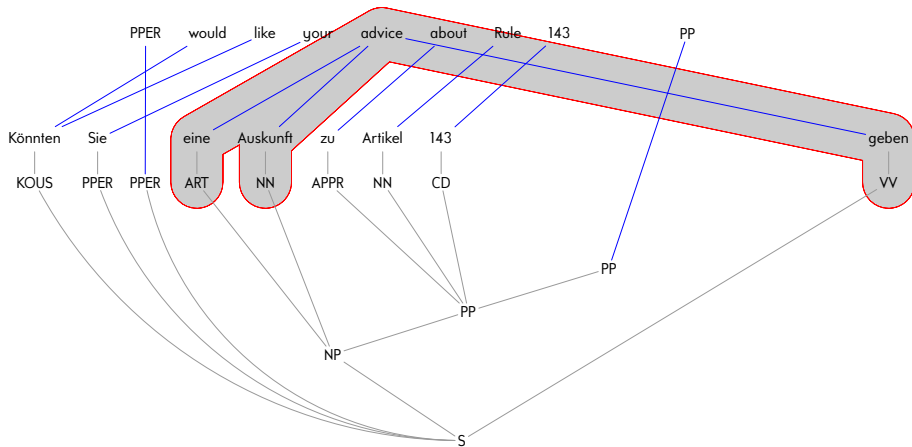 PPER would like your advice about Rule 143 PP
Könnten Sie eine Auskunft zu Artikel 143 geben
KOUS PPER PPER ART NN APPR NN CD VV
PP
PP
NP
S